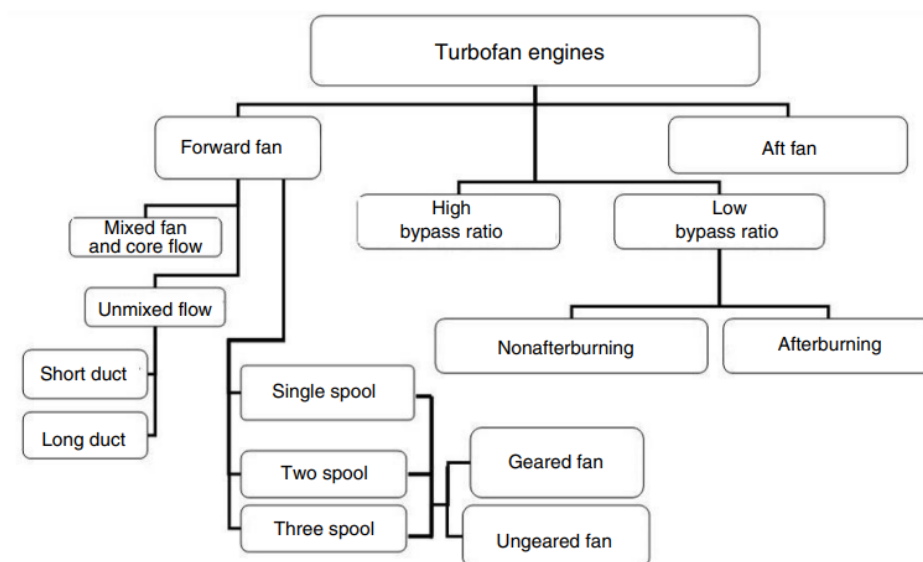 Turbofan engines
Forward fan
Aft fan
High
bypass ratio
Low
bypass ratio
Mixed fan
and core flow
Unmixed flow
Nonafterburning
Afterburning
Short duct
Long duct
Single spool
Two spool
Three spool
Geared fan
Ungeared fan